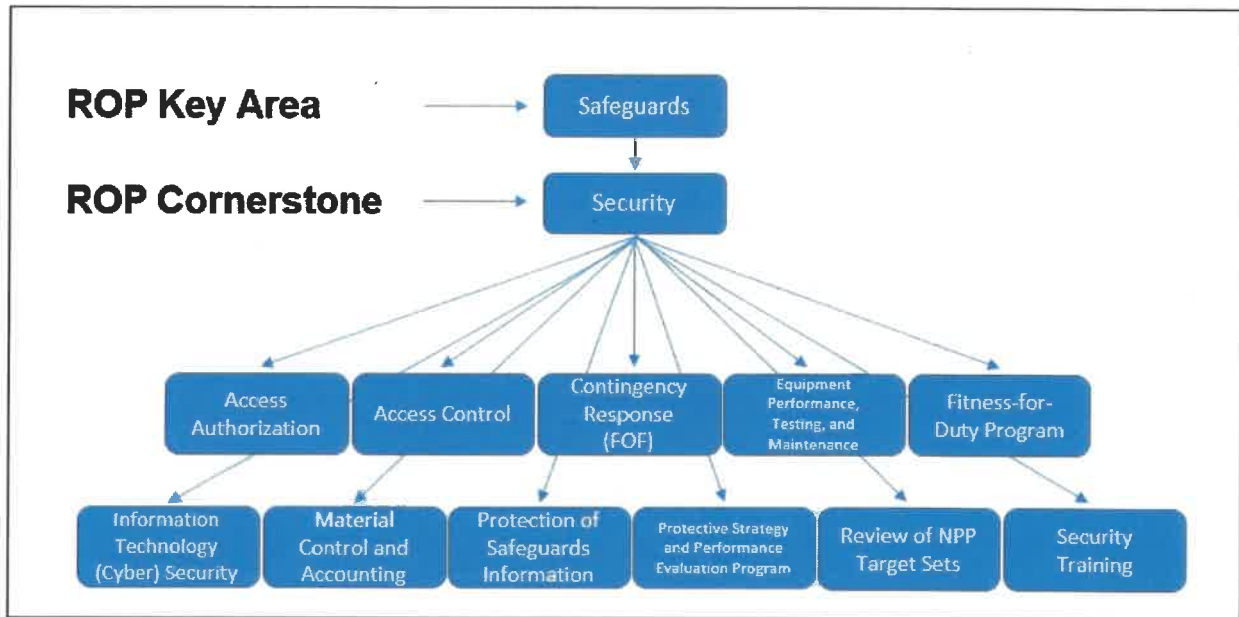 ROP Key Area
Safeguards
ROP Cornerstone
Security
Access
Authorization
Access Control
Contingency
Response
(FOF)
Equipment
Performance,
Testing, and
Maintenance
Fitness-for-
Duty Program
Information
Technology
(Cyber) Security
Material
Control and
Accounting
Protection of
Safeguards
Information
Protective Strategy
and Performance
Evaluation Program
Review of NPP
Target Sets
Security
Training